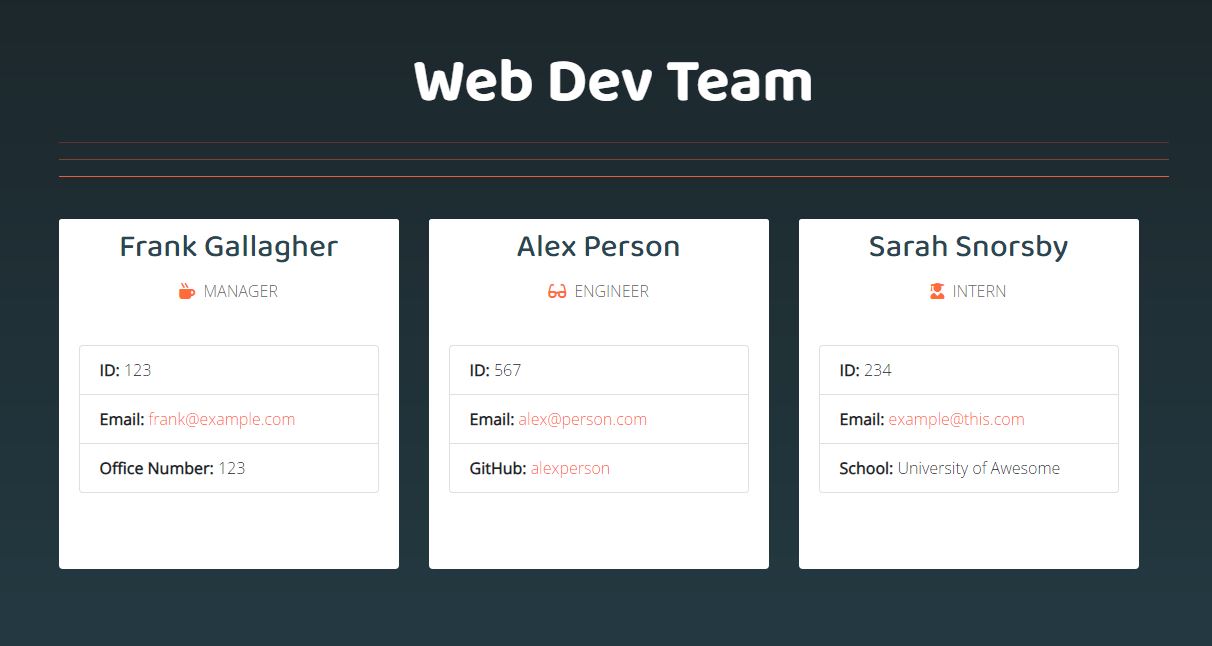 Web Dev Team
Frank Gallagher
MANAGER
ID: 123
Email: frank@example.com
Office Number: 123
Alex Person
ENGINEER
ID: 567
Email: alex@person.com
GitHub: alexperson
Sarah Snorsby
INTERN
ID: 234
Email: example@this.com
School: University of Awesome